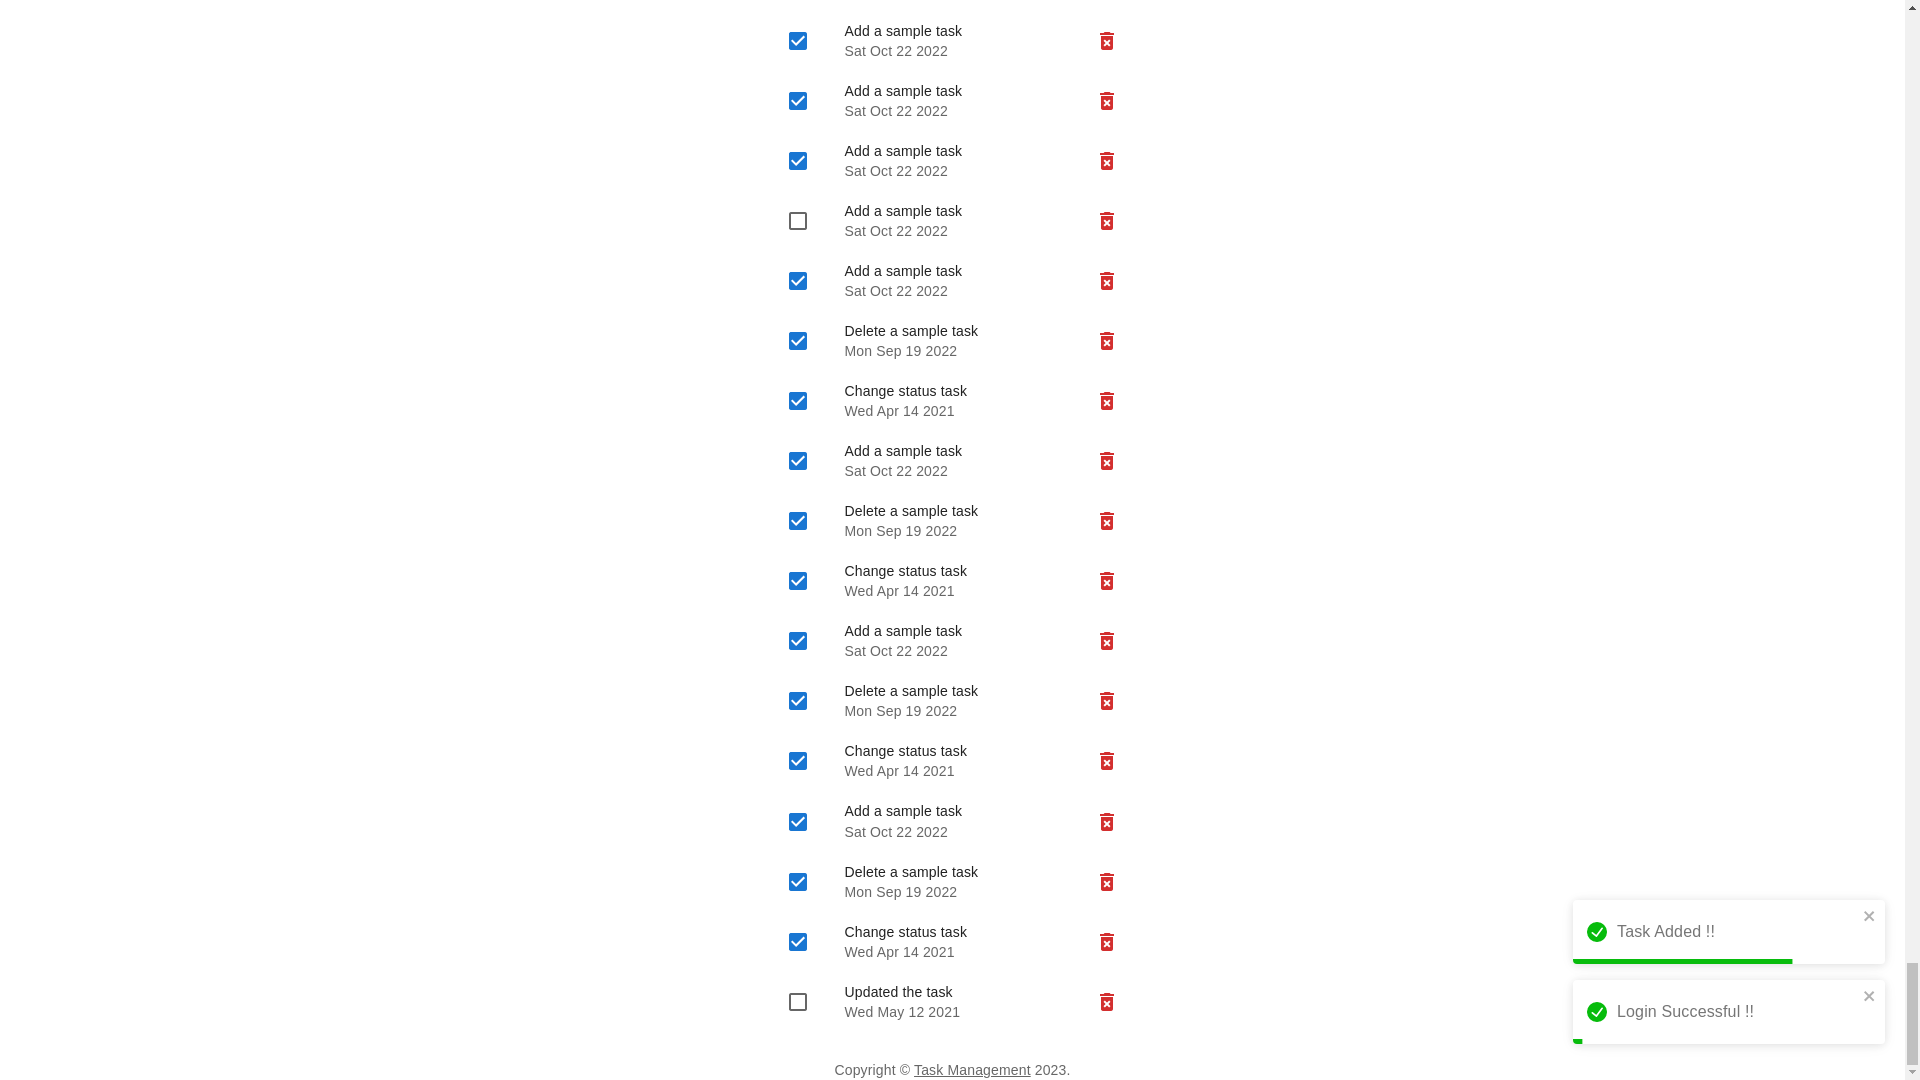 Add a sample task
Sat Oct 22 2022
Add a sample task
Sat Oct 22 2022
Add a sample task
Sat Oct 22 2022
Add a sample task
Sat Oct 22 2022
Add a sample task
Sat Oct 22 2022
Delete a sample task
Mon Sep 19 2022
Change status task
Wed Apr 14 2021
Add a sample task
Sat Oct 22 2022
Delete a sample task
Mon Sep 19 2022
Change status task
Wed Apr 14 2021
Add a sample task
Sat Oct 22 2022
Delete a sample task
Mon Sep 19 2022
Change status task
Wed Apr 14 2021
Add a sample task
Sat Oct 22 2022
Delete a sample task
Mon Sep 19 2022
Change status task
Wed Apr 14 2021
Updated the task
Wed May 12 2021
Copyright © Task Management 2023.
Task Added !!
Login Successful !!